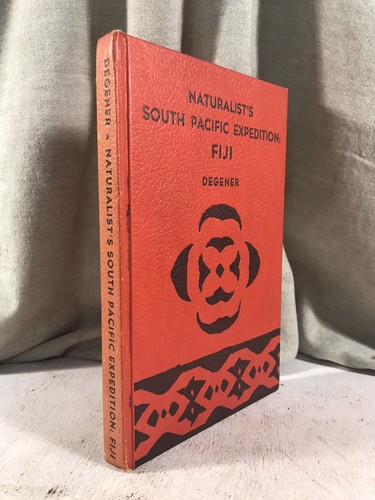 NATURALIST'S
SOUTH PACIFIC EXPEDITION:
FIJI
DEGENER
DEGENER - NATURALIST'S SOUTH PACIFIC EXPEDITION: FIJI